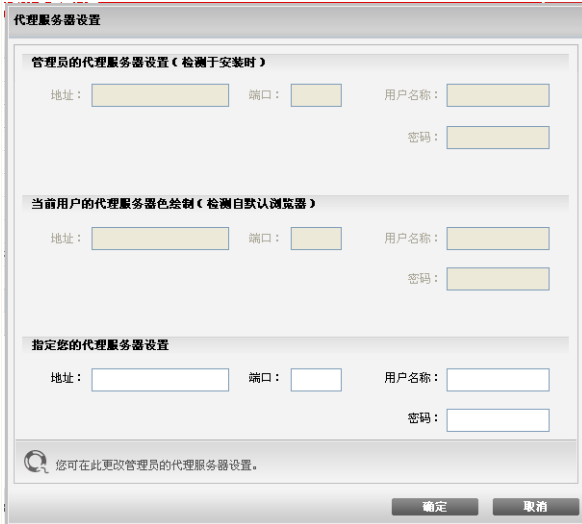 代理服务器设置
管理员的代理服务器设置（检测于安装时）
地址： 端口： 用户名称：
密码：
当前用户的代理服务器色绘制（检测自默认浏览器）
地址： 端口： 用户名称：
密码：
指定您的代理服务器设置
地址： 端口： 用户名称：
密码：
您可在此更改管理员的代理服务器设置。
确定 取消